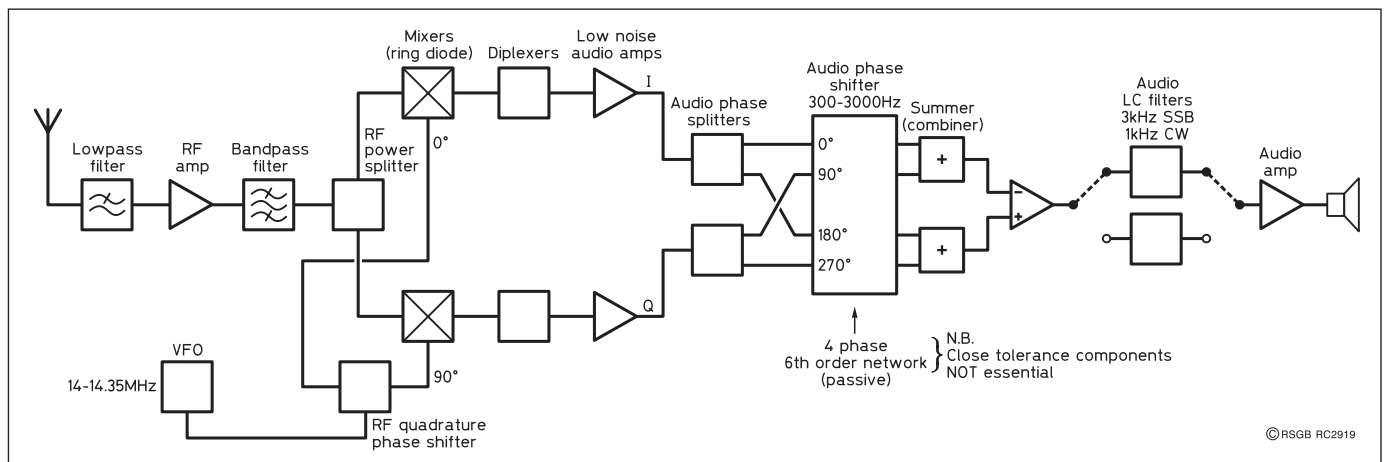 Mixers
(ring diode)
Diplexers
Low noise
audio amps
I
Audio phase
splitters
Audio phase
shifter
300-3000Hz
Summer
(combiner)
Audio
LC filters
3kHz SSB
1kHz CW
Audio
amp
Lowpass
filter
RF
amp
Bandpass
filter
RF
power
splitter
0°
0°
90°
180°
270°
+
+
−
+
Q
VFO
14-14.35MHz
90°
RF quadrature
phase shifter
4 phase
6th order network
(passive)
N.B.
Close tolerance components
NOT essential
©RSGB RC2919